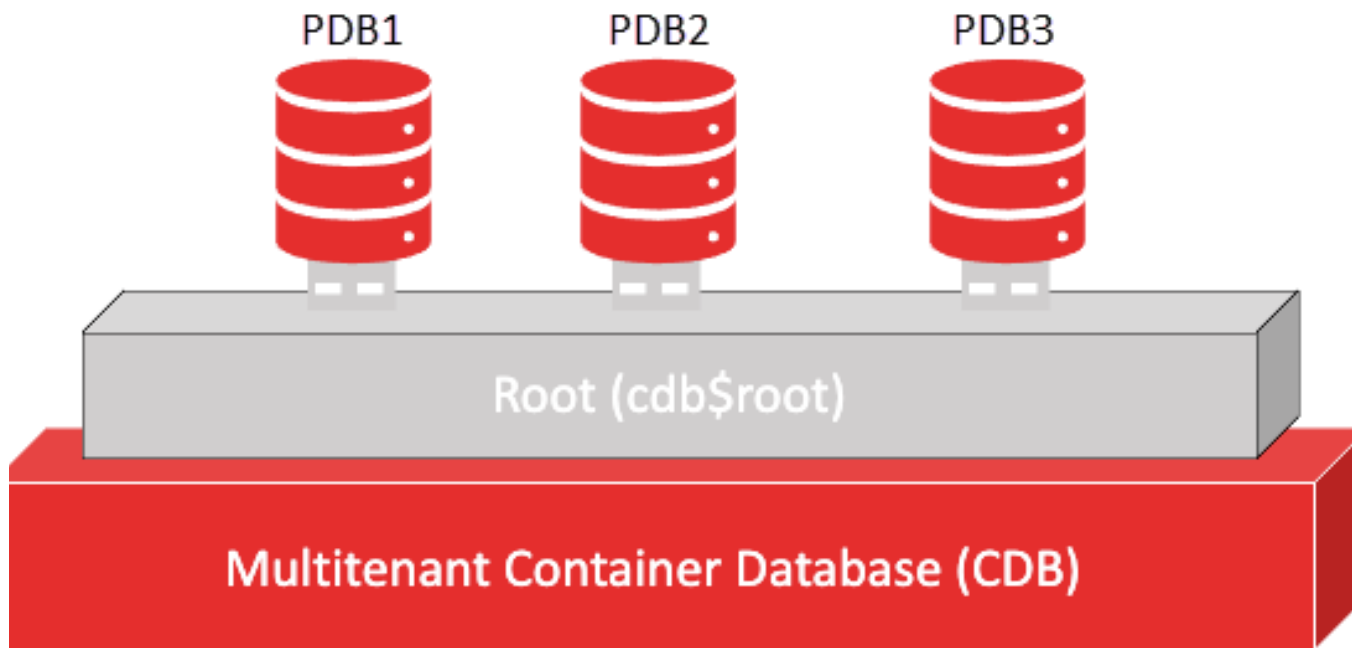 PDB1 PDB2 PDB3
Root (cdb$root)
Multitenant Container Database (CDB)